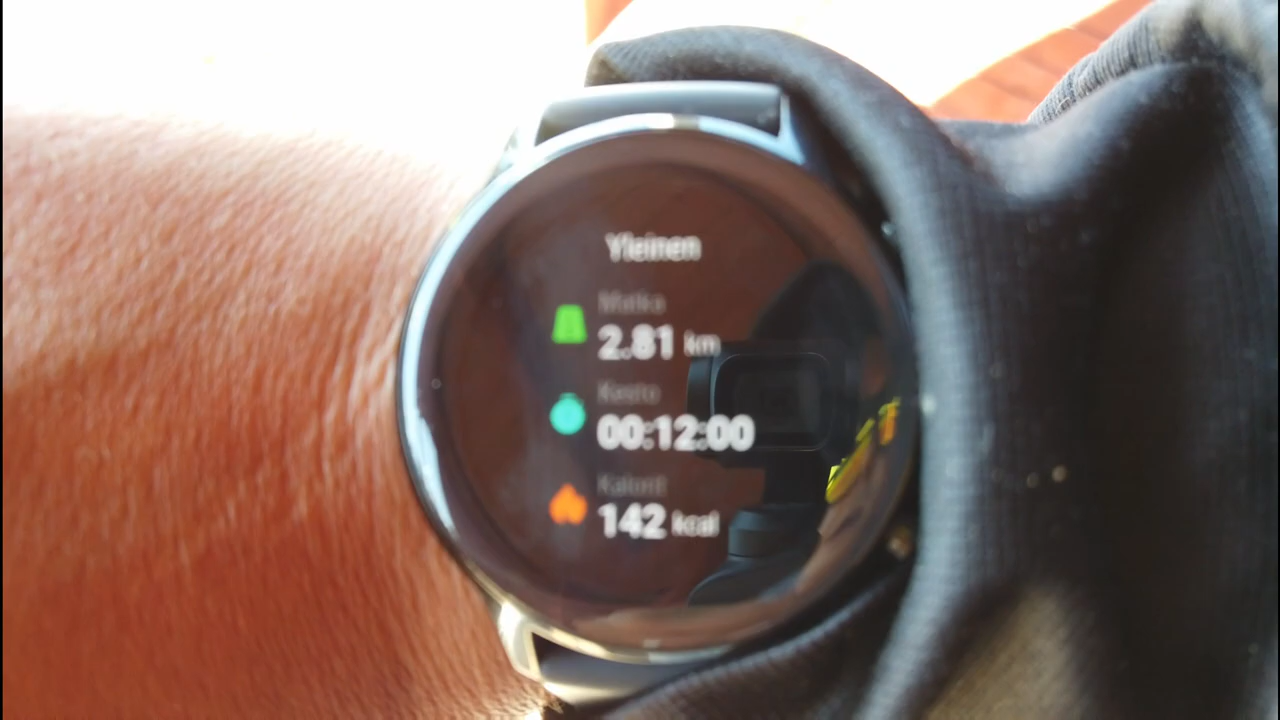 Yleinen
Matka
2.81 km
Kesto
00:12:00
Kalorit
142 kcal